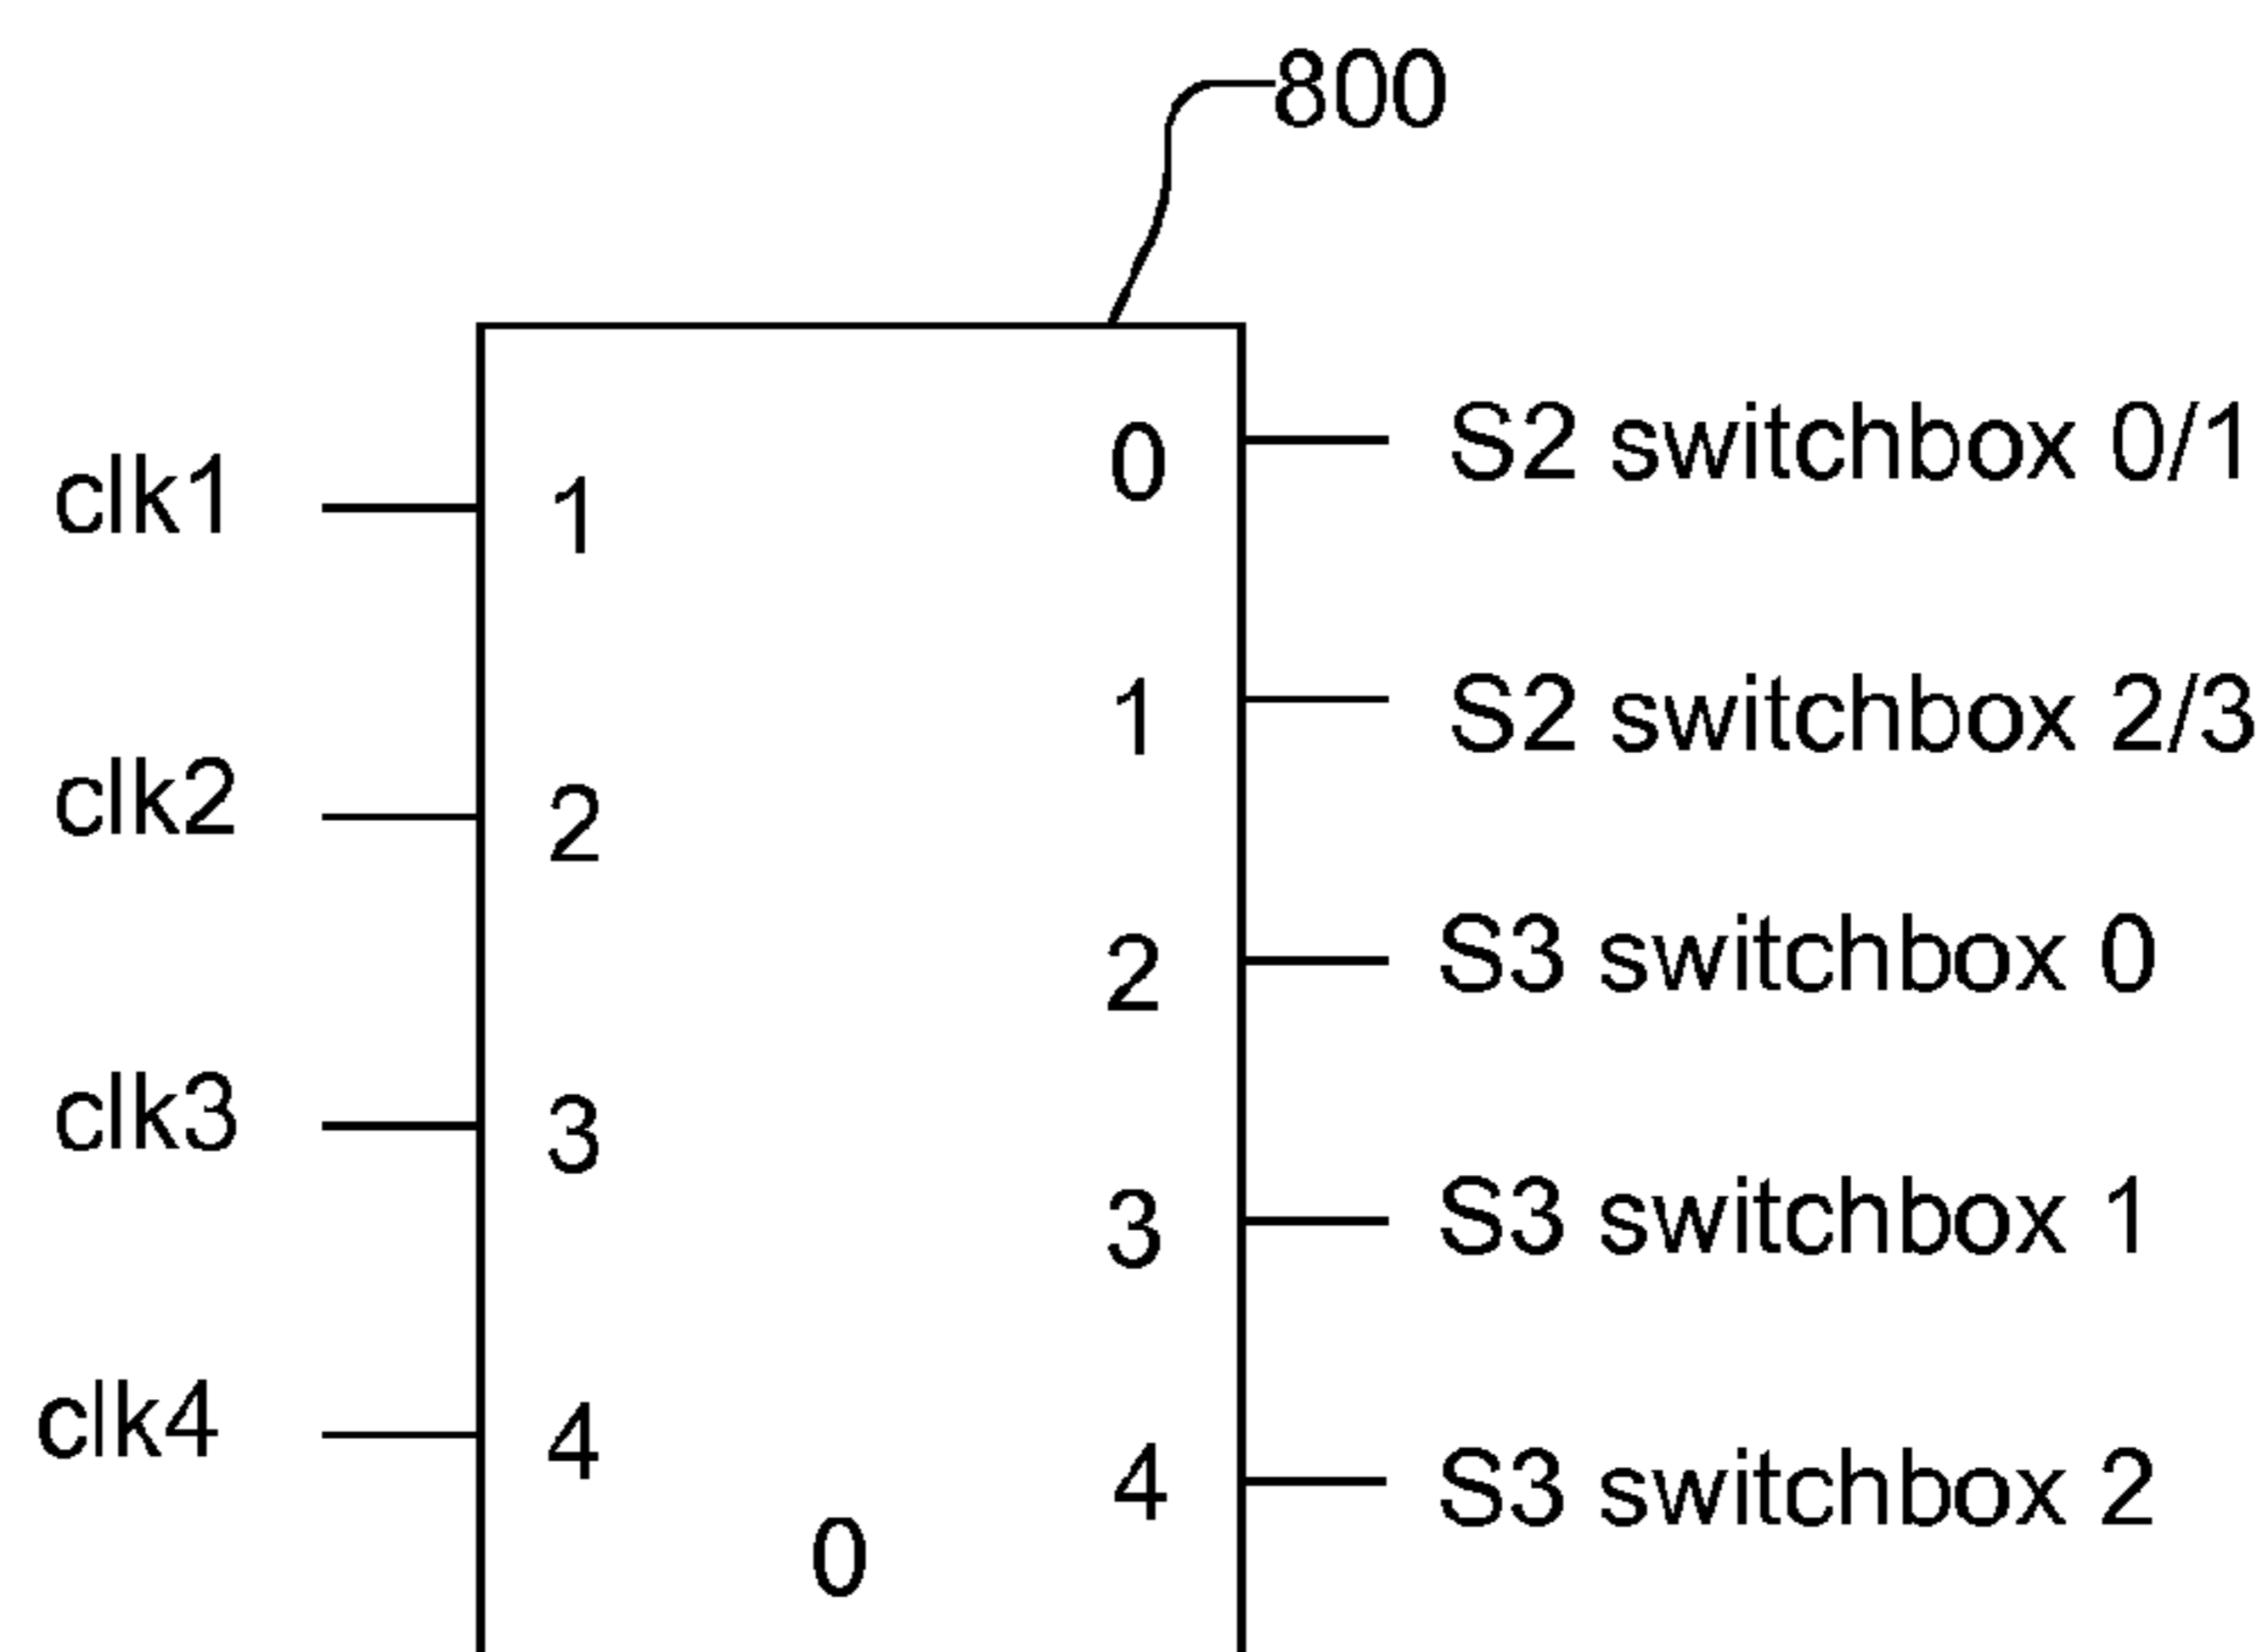 800
0 S2 switchbox 0/1
clk1 1
1 S2 switchbox 2/3
clk2 2
2 S3 switchbox 0
clk3 3
3 S3 switchbox 1
clk4 4
4 S3 switchbox 2
0